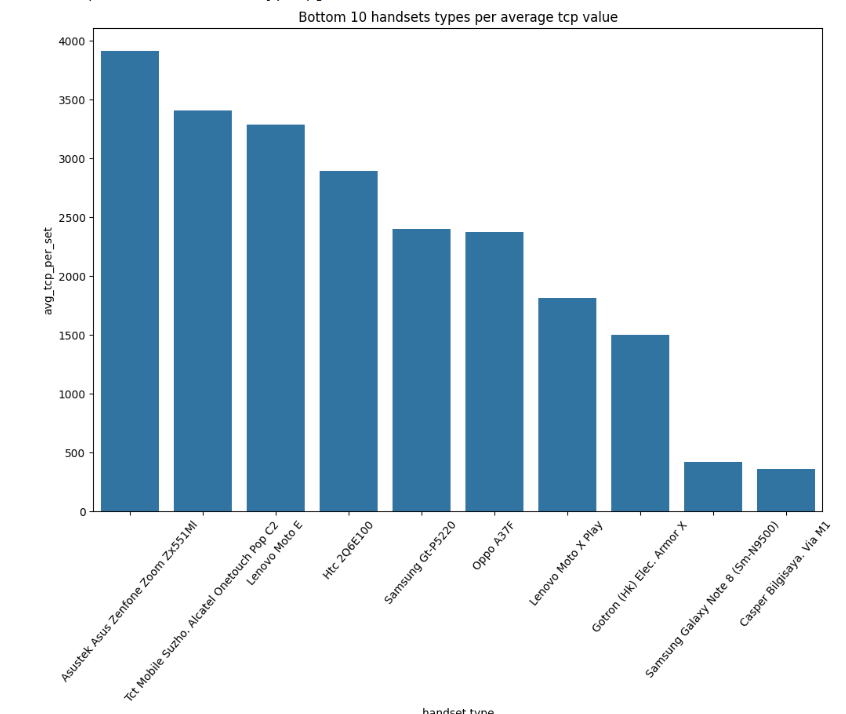 Bottom 10 handsets types per average tcp value
4000
3500
3000
2500
2000
1500
1000
500
0
avg_tcp_per_set
Asustek Asus Zenfone Zoom Zx551Ml
Tct Mobile Suzho. Alcatel Onetouch Pop C2
Lenovo Moto E
Htc 2Q6E100
Samsung Gt-P5220
Oppo A37F
Lenovo Moto X Play
Gotron (Hk) Elec. Armor X
Samsung Galaxy Note 8 (Sm-N9500)
Casper Bilgisaya. Via M1
handset type